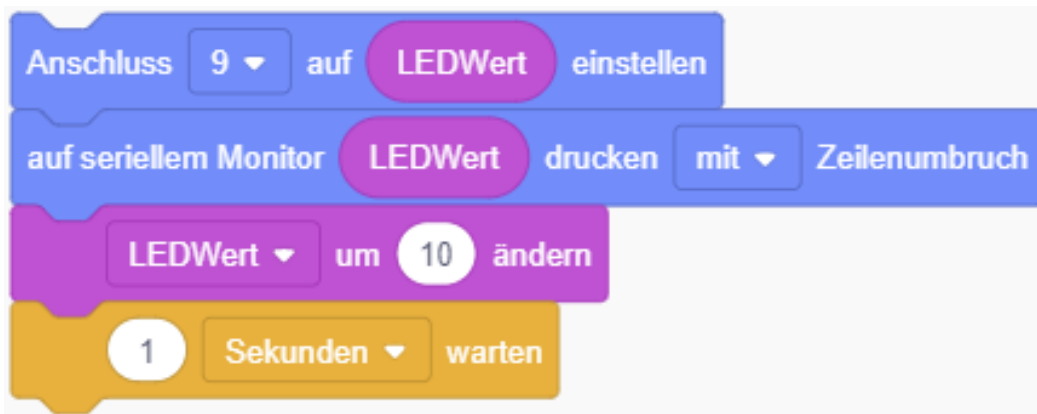 Anschluss 9 auf LEDWert einstellen
auf seriellem Monitor LEDWert drucken mit Zeilenumbruch
LEDWert um 10 ändern
1 Sekunden warten